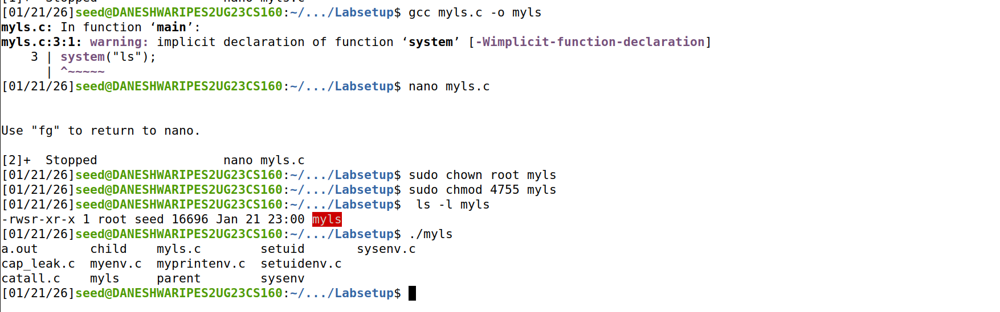 [1]+  Stopped                 nano myls.c
[01/21/26]seed@DANESHWARIPES2UG23CS160:~/.../Labsetup$ gcc myls.c -o myls
myls.c: In function ‘main’:
myls.c:3:1: warning: implicit declaration of function ‘system’ [-Wimplicit-function-declaration]
    3 | system("ls");
      | ^~~~~~
[01/21/26]seed@DANESHWARIPES2UG23CS160:~/.../Labsetup$ nano myls.c
Use "fg" to return to nano.
[2]+  Stopped                 nano myls.c
[01/21/26]seed@DANESHWARIPES2UG23CS160:~/.../Labsetup$ sudo chown root myls
[01/21/26]seed@DANESHWARIPES2UG23CS160:~/.../Labsetup$ sudo chmod 4755 myls
[01/21/26]seed@DANESHWARIPES2UG23CS160:~/.../Labsetup$  ls -l myls
-rwsr-xr-x 1 root seed 16696 Jan 21 23:00 myls
[01/21/26]seed@DANESHWARIPES2UG23CS160:~/.../Labsetup$ ./myls
a.out       child    myls.c        setuid       sysenv.c
cap_leak.c  myenv.c  myprintenv.c  setuidenv.c
catall.c    myls     parent        sysenv
[01/21/26]seed@DANESHWARIPES2UG23CS160:~/.../Labsetup$